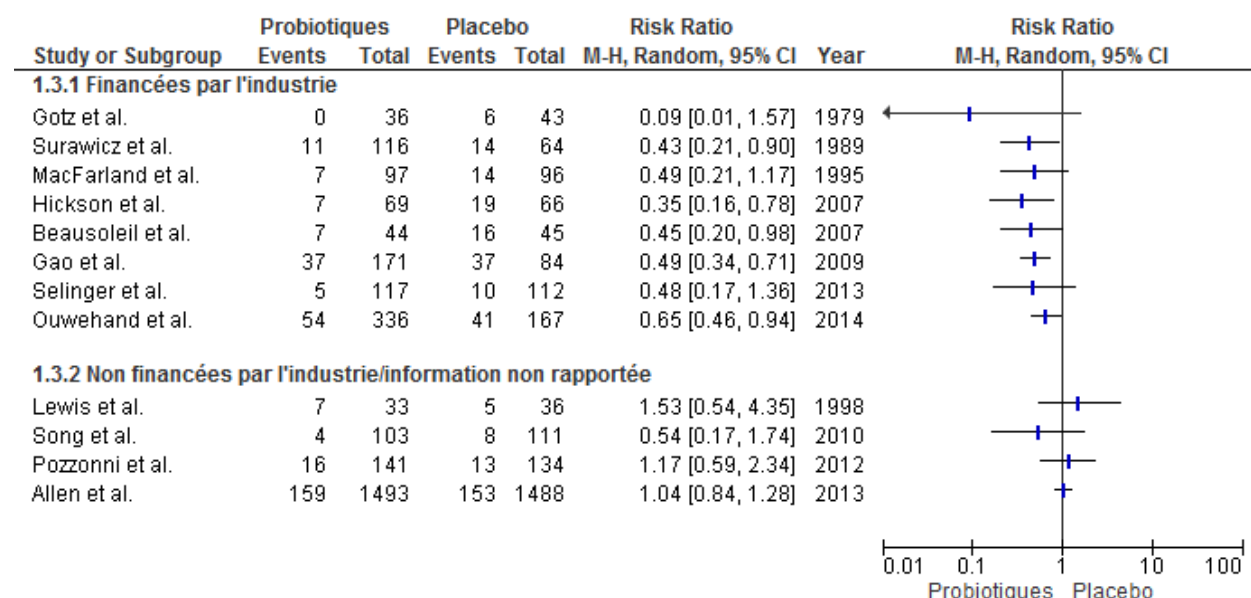 Probiotiques Placebo Risk Ratio Risk Ratio
Study or Subgroup Events Total Events Total M-H, Random, 95% CI Year M-H, Random, 95% CI
1.3.1 Financées par l'industrie
Gotz et al. 0 36 6 43 0.09 [0.01, 1.57] 1979
Surawicz et al. 11 116 14 64 0.43 [0.21, 0.90] 1989
MacFarland et al. 7 97 14 96 0.49 [0.21, 1.17] 1995
Hickson et al. 7 69 19 66 0.35 [0.16, 0.78] 2007
Beausoleil et al. 7 44 16 45 0.45 [0.20, 0.98] 2007
Gao et al. 37 171 37 84 0.49 [0.34, 0.71] 2009
Selinger et al. 5 117 10 112 0.48 [0.17, 1.36] 2013
Ouwehand et al. 54 336 41 167 0.65 [0.46, 0.94] 2014
1.3.2 Non financées par l'industrie/information non rapportée
Lewis et al. 7 33 5 36 1.53 [0.54, 4.35] 1998
Song et al. 4 103 8 111 0.54 [0.17, 1.74] 2010
Pozzonni et al. 16 141 13 134 1.17 [0.59, 2.34] 2012
Allen et al. 159 1493 153 1488 1.04 [0.84, 1.28] 2013
0.01 0.1 1 10 100
Probiotiques Placebo